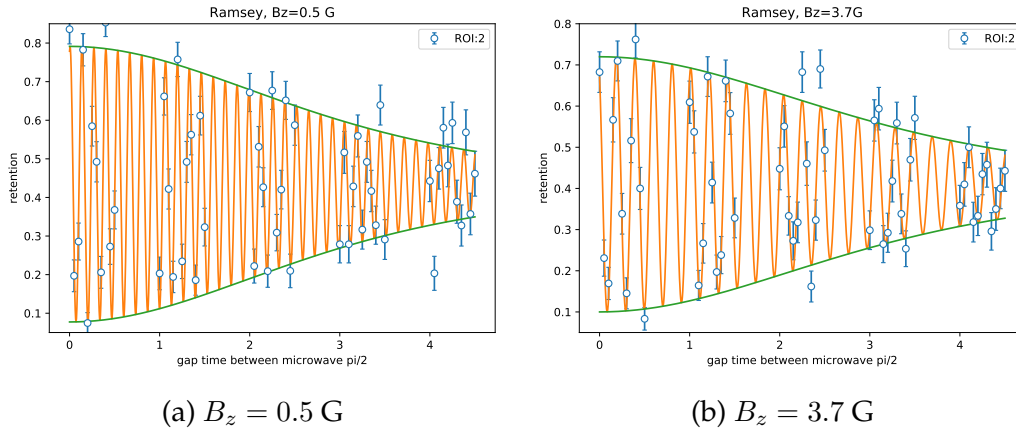 Ramsey, Bz=0.5 G
ROI:2
0.8
0.7
0.6
0.5
0.4
0.3
0.2
0.1
retention
0
1
2
3
4
gap time between microwave pi/2
(a) B_z = 0.5 G
Ramsey, Bz=3.7G
ROI:2
0.8
0.7
0.6
0.5
0.4
0.3
0.2
0.1
retention
0
1
2
3
4
gap time between microwave pi/2
(b) B_z = 3.7 G